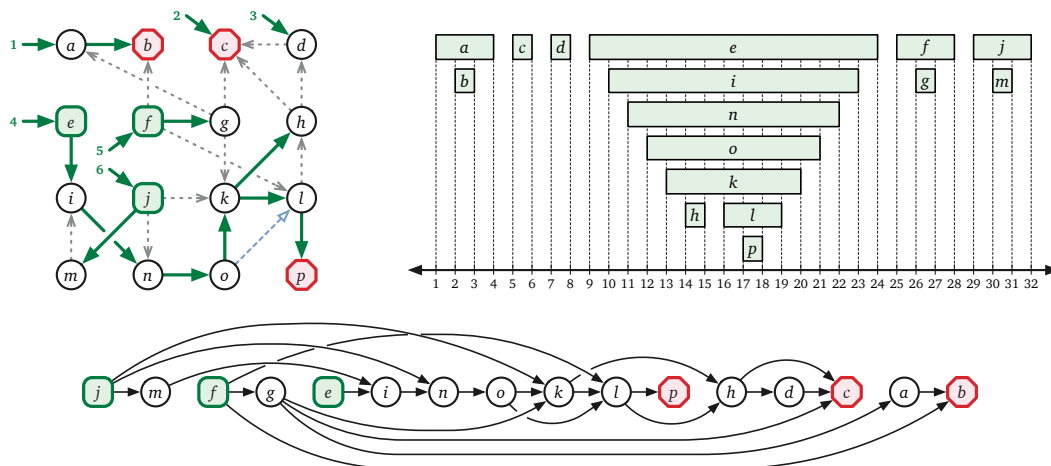 2 3
1 a b c d
a c d e f j
b i g m
n
4 e f g h
o
5
6
k
i j k l
h l
m n o p
p
1 2 3 4 5 6 7 8 9 10 11 12 13 14 15 16 17 18 19 20 21 22 23 24 25 26 27 28 29 30 31 32
j m f g e i n o k l p h d c a b